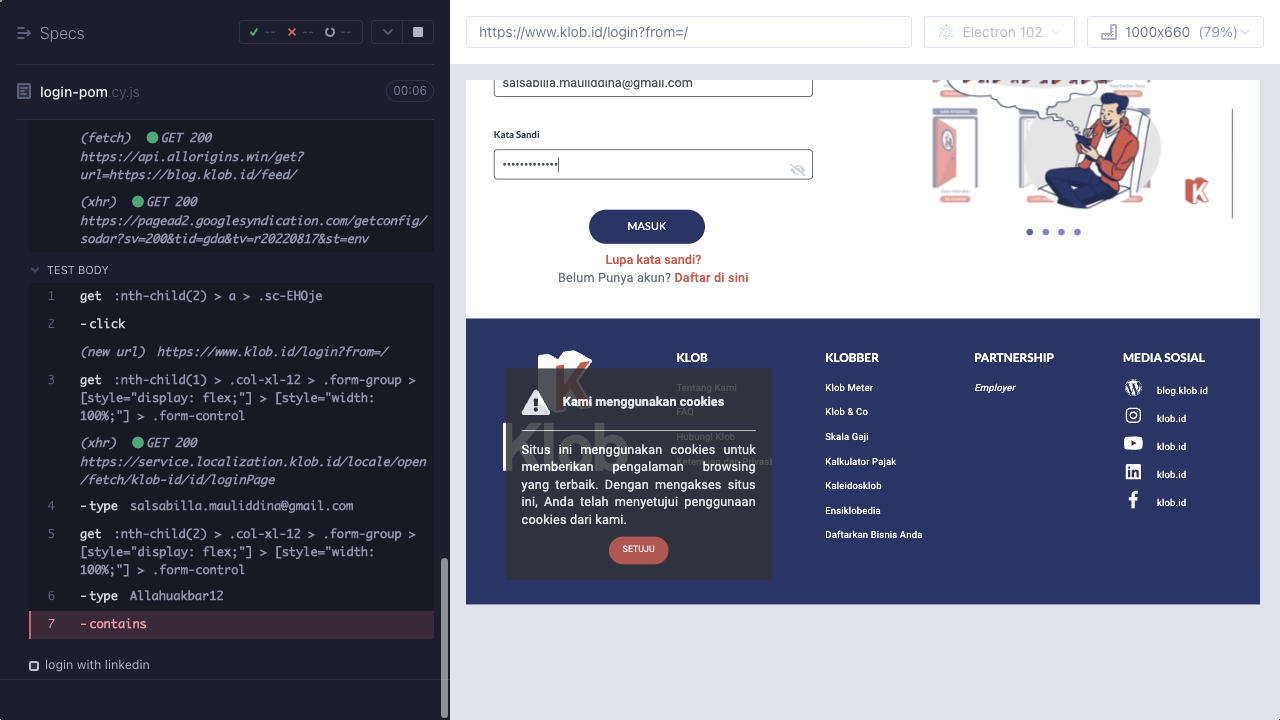 Specs
-- -- --
login-pom.cy.js
00:06
(fetch) GET 200
https://api.allorigins.win/get?
url=https://blog.klob.id/feed/
(xhr) GET 200
https://pagead2.googlesyndication.com/getconfig/
sodar?sv=200&tid=gda&tv=r20220817&st=env
TEST BODY
1 get :nth-child(2) > a > .sc-EHOje
2 -click
(new url) https://www.klob.id/login?from=/
3 get :nth-child(1) > .col-xl-12 > .form-group >
[style="display: flex;"] > [style="width:
100%;"] > .form-control
(xhr) GET 200
https://service.localization.klob.id/locale/open
/fetch/klob-id/id/loginPage
4 -type salsabilla.mauliddina@gmail.com
5 get :nth-child(2) > .col-xl-12 > .form-group >
[style="display: flex;"] > [style="width:
100%;"] > .form-control
6 -type Allahuakbar12
7 -contains
login with linkedin
https://www.klob.id/login?from=/
Electron 102
1000x660 (79%)
salsabilla.mauliddina@gmail.com
Kata Sandi
•••••••••••••
MASUK
Lupa kata sandi?
Belum Punya akun? Daftar di sini
Klob
Kami menggunakan cookies
Situs ini menggunakan cookies untuk
memberikan pengalaman browsing
yang terbaik. Dengan mengakses situs
ini, Anda telah menyetujui penggunaan
cookies dari kami.
SETUJU
KLOB
Tentang Kami
FAQ
Hubungi Klob
Ketentuan dan Privasi
KLOBBER
Klob Meter
Klob & Co
Skala Gaji
Kalkulator Pajak
Kaleidosklob
Ensiklobedia
Daftarkan Bisnis Anda
PARTNERSHIP
Employer
MEDIA SOSIAL
blog.klob.id
klob.id
klob.id
klob.id
klob.id